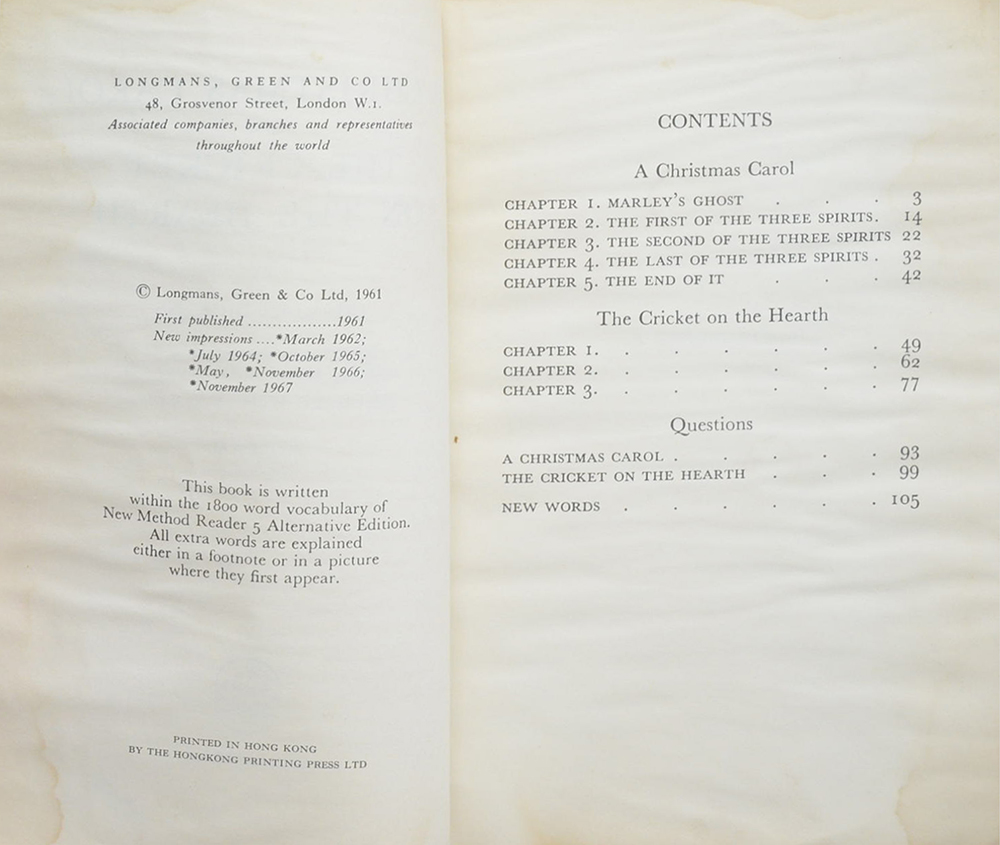 LONGMANS, GREEN AND CO LTD
48, Grosvenor Street, London W.1.
Associated companies, branches and representatives
throughout the world
© Longmans, Green & Co Ltd, 1961
First published ..................1961
New impressions ....*March 1962;
*July 1964; *October 1965;
*May, *November 1966;
*November 1967
This book is written
within the 1800 word vocabulary of
New Method Reader 5 Alternative Edition.
All extra words are explained
either in a footnote or in a picture
where they first appear.
PRINTED IN HONG KONG
BY THE HONGKONG PRINTING PRESS LTD
CONTENTS
A Christmas Carol
CHAPTER 1. MARLEY'S GHOST . . . 3
CHAPTER 2. THE FIRST OF THE THREE SPIRITS. 14
CHAPTER 3. THE SECOND OF THE THREE SPIRITS 22
CHAPTER 4. THE LAST OF THE THREE SPIRITS . 32
CHAPTER 5. THE END OF IT . . . 42
The Cricket on the Hearth
CHAPTER 1. . . . . . . 49
CHAPTER 2. . . . . . . 62
CHAPTER 3. . . . . . . 77
Questions
A CHRISTMAS CAROL . . . . . 93
THE CRICKET ON THE HEARTH . . . 99
NEW WORDS . . . . . . 105